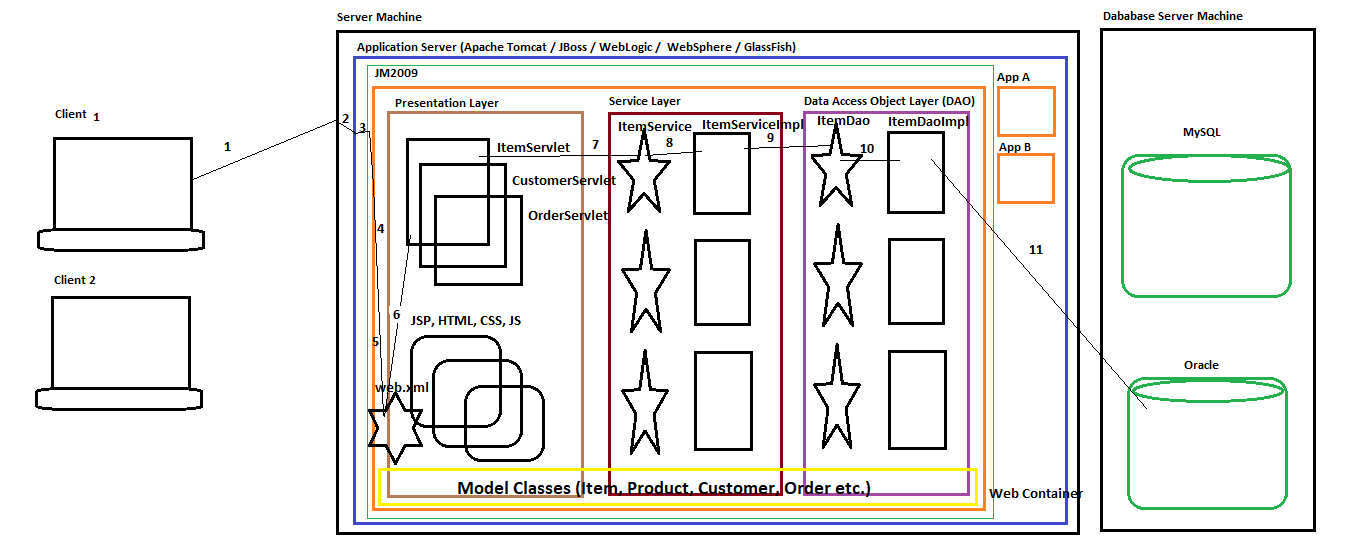 Server Machine
Dababase Server Machine
Application Server (Apache Tomcat / JBoss / WebLogic / WebSphere / GlassFish)
JM2009
App A
Presentation Layer
Service Layer
Data Access Object Layer (DAO)
Client 1
2
3
ItemService
ItemServiceImpl
ItemDao
ItemDaoImpl
MySQL
1
ItemServlet
7
8
9
10
App B
CustomerServlet
OrderServlet
4
11
Client 2
6
JSP, HTML, CSS, JS
5
Oracle
web.xml
Model Classes (Item, Product, Customer, Order etc.)
Web Container